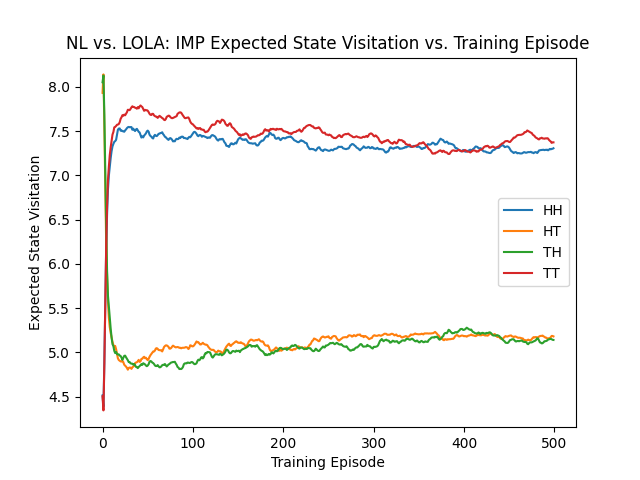 NL vs. LOLA: IMP Expected State Visitation vs. Training Episode
Expected State Visitation
8.0
7.5
7.0
6.5
6.0
5.5
5.0
4.5
HH
HT
TH
TT
0 100 200 300 400 500
Training Episode